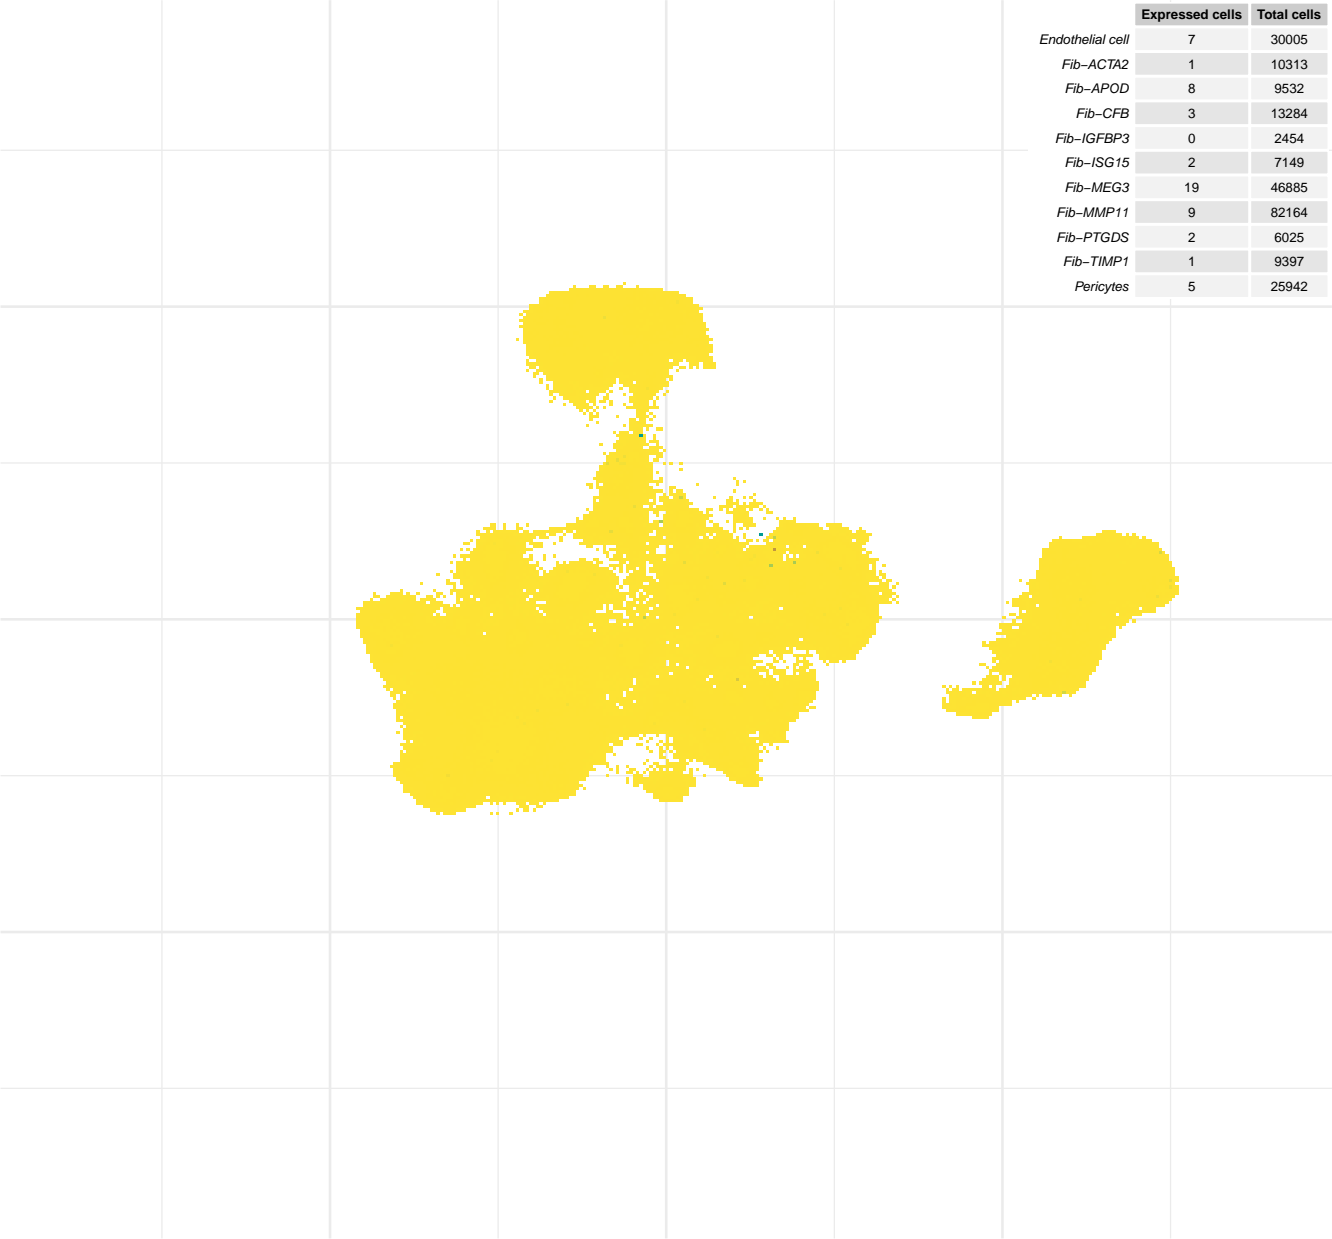 Expressed cells Total cells
Endothelial cell 7 30005
Fib−ACTA2 1 10313
Fib−APOD 8 9532
Fib−CFB 3 13284
Fib−IGFBP3 0 2454
Fib−ISG15 2 7149
Fib−MEG3 19 46885
Fib−MMP11 9 82164
Fib−PTGDS 2 6025
Fib−TIMP1 1 9397
Pericytes 5 25942